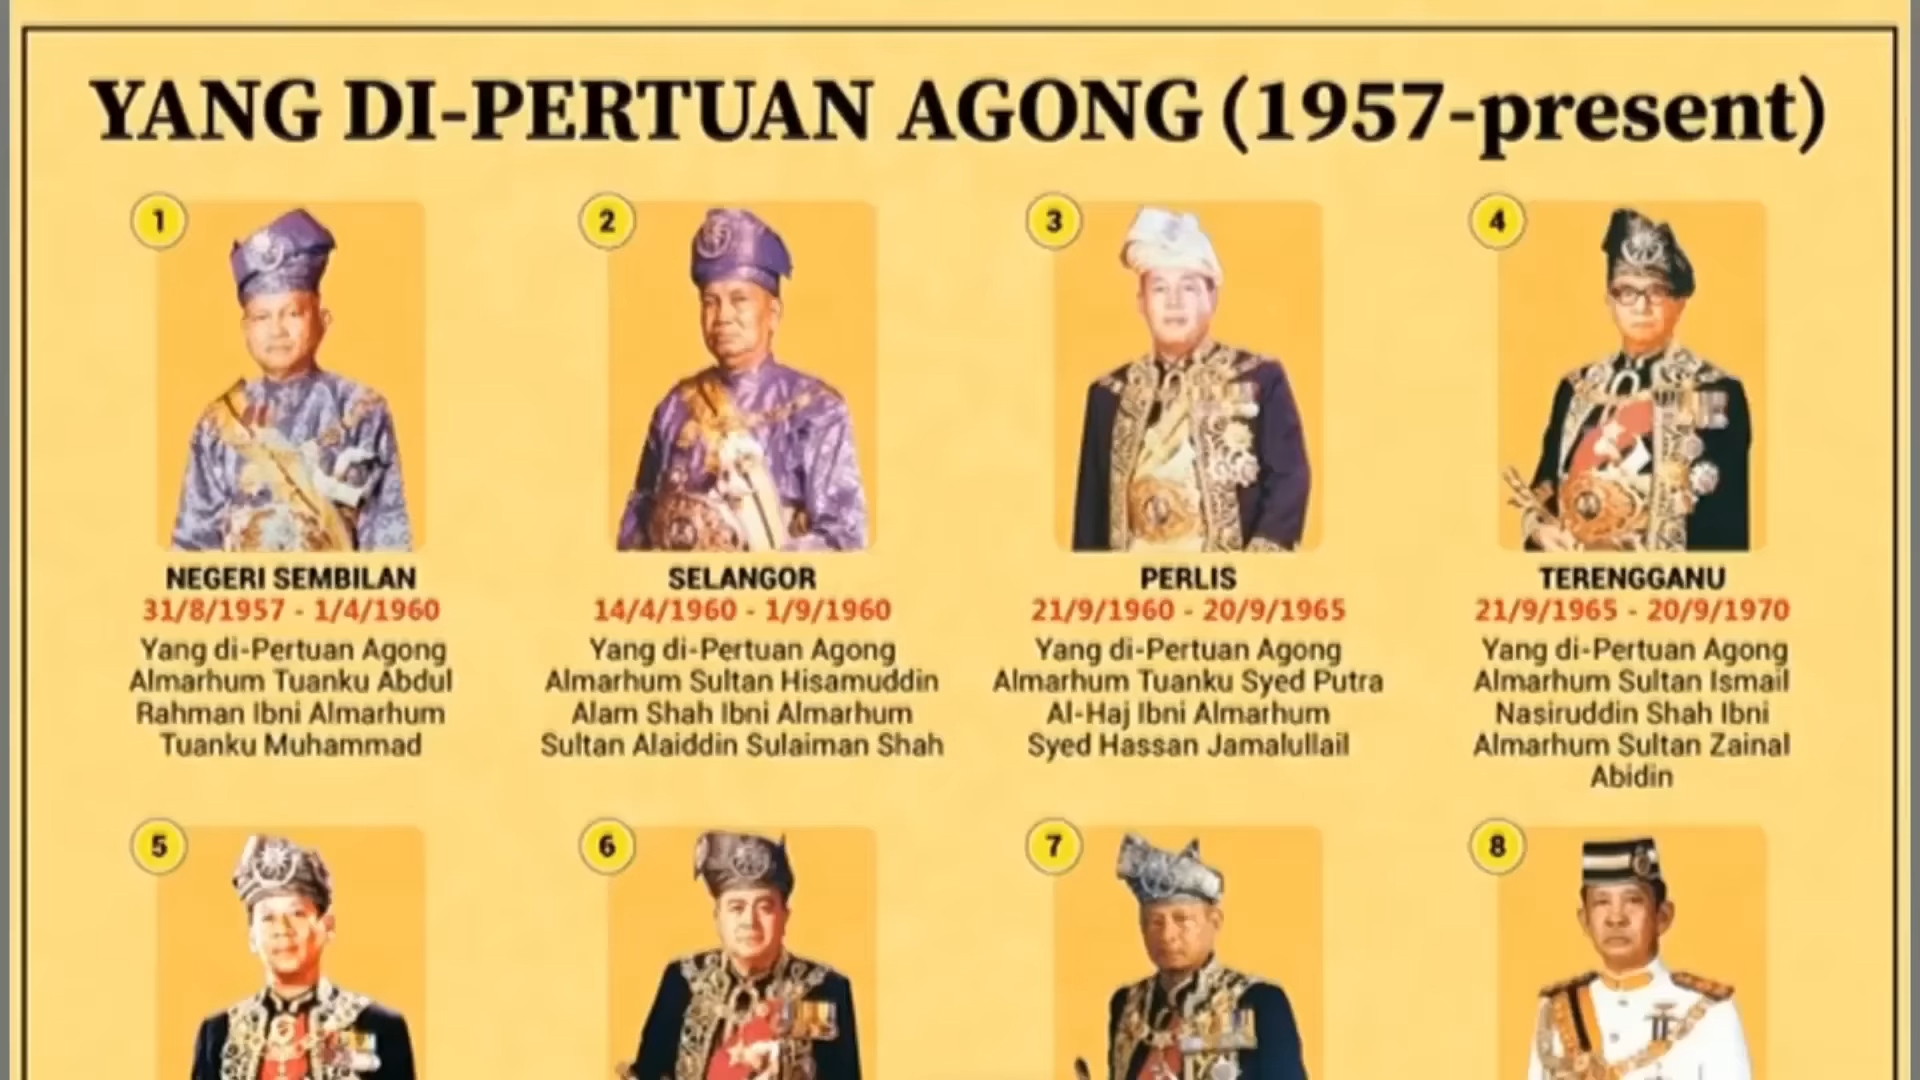 YANG DI-PERTUAN AGONG (1957-present)
1
2
3
4
NEGERI SEMBILAN
31/8/1957 - 1/4/1960
Yang di-Pertuan Agong
Almarhum Tuanku Abdul
Rahman Ibni Almarhum
Tuanku Muhammad
SELANGOR
14/4/1960 - 1/9/1960
Yang di-Pertuan Agong
Almarhum Sultan Hisamuddin
Alam Shah Ibni Almarhum
Sultan Alaiddin Sulaiman Shah
PERLIS
21/9/1960 - 20/9/1965
Yang di-Pertuan Agong
Almarhum Tuanku Syed Putra
Al-Haj Ibni Almarhum
Syed Hassan Jamalullail
TERENGGANU
21/9/1965 - 20/9/1970
Yang di-Pertuan Agong
Almarhum Sultan Ismail
Nasiruddin Shah Ibni
Almarhum Sultan Zainal
Abidin
5
6
7
8